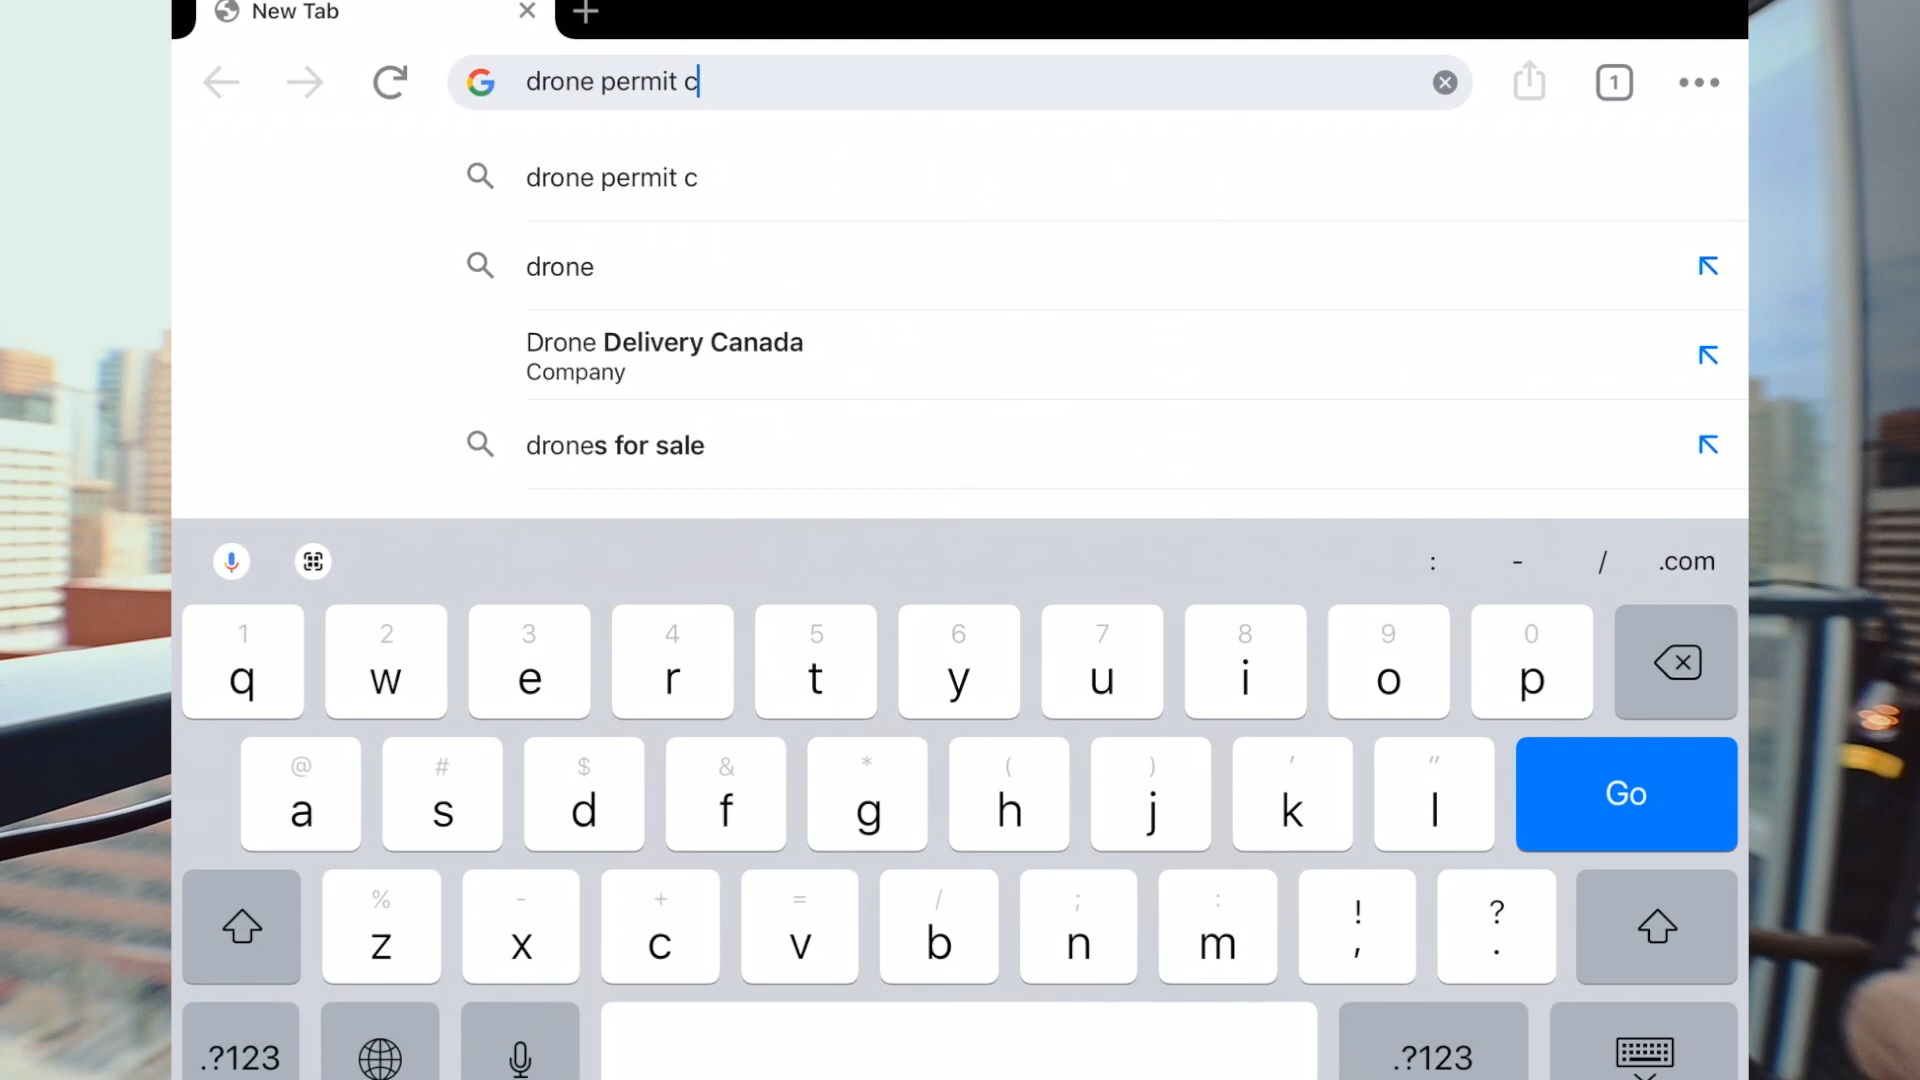 New Tab
drone permit c
1
drone permit c
drone
Drone Delivery Canada
Company
drones for sale
: - / .com
1 2 3 4 5 6 7 8 9 0
q w e r t y u i o p
@ # $ & * ( ) ' "
a s d f g h j k l Go
% - + = / ; : ! ?
z x c v b n m , .
.?123 .?123